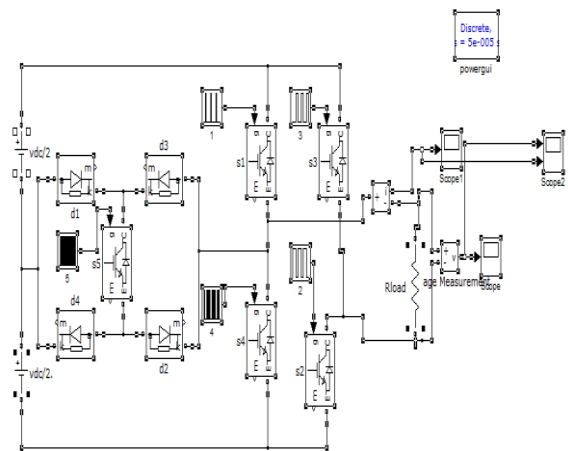 Discrete,
s = 5e-005 s
powergui
vdc/2
m
k
d1
d3
m
k
1
g
C
s1
E
3
g
C
s3
E
Scope1
Scope2
5
s5
g
C
E
2
i
+
-
+
-
v
age Measurement
Scope
Rload
d4
m
k
d2
m
k
4
g
C
s4
E
g
C
s2
E
+
vdc/2.